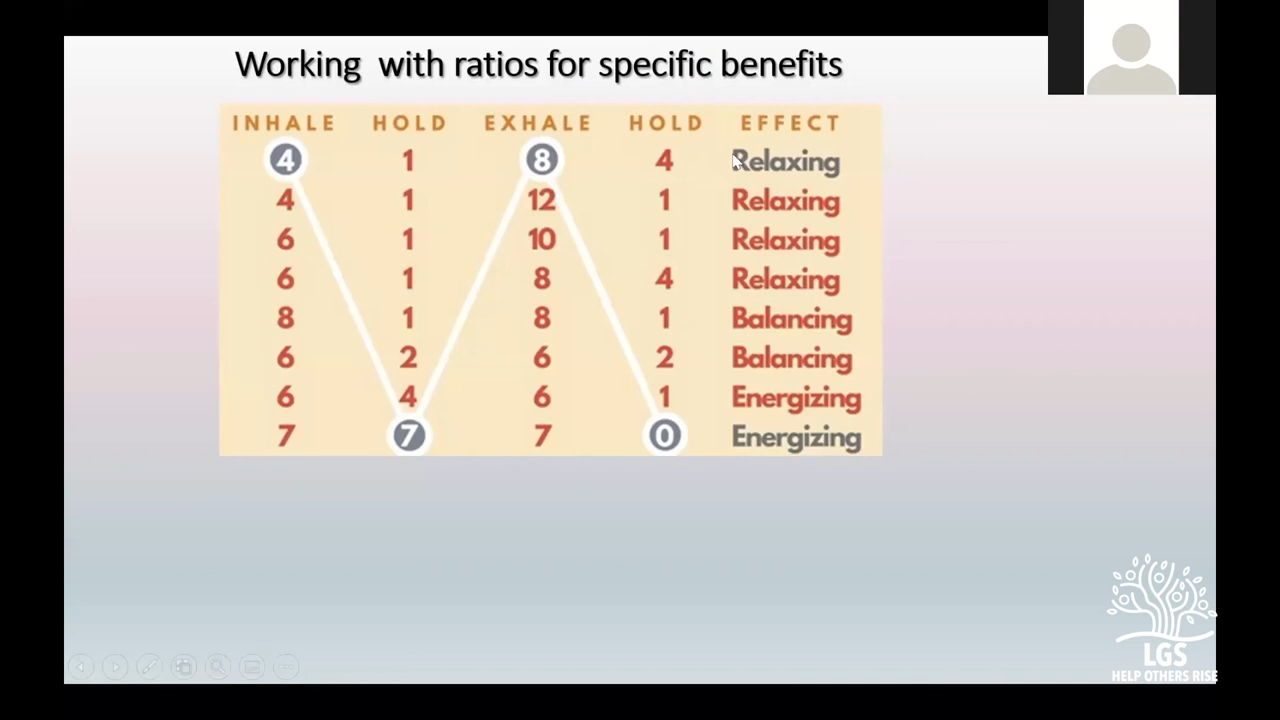 Working with ratios for specific benefits
INHALE HOLD EXHALE HOLD EFFECT
4 1 8 4 Relaxing
4 1 12 1 Relaxing
6 1 10 1 Relaxing
6 1 8 4 Relaxing
8 1 8 1 Balancing
6 2 6 2 Balancing
6 4 6 1 Energizing
7 7 7 0 Energizing
LGS
HELP OTHERS RISE